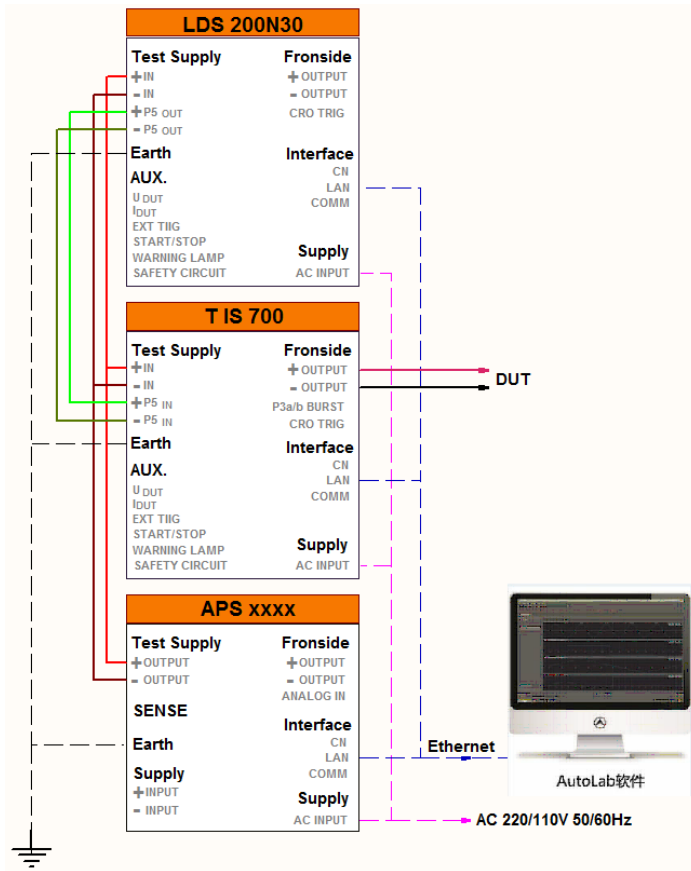 LDS 200N30
Test Supply Fronside
+IN +OUTPUT
- IN - OUTPUT
+P5 OUT CRO TRIG
- P5 OUT
Earth Interface
CN
AUX. LAN
U DUT COMM
IDUT
EXT TIIG
START/STOP
WARNING LAMP Supply
SAFETY CIRCUIT AC INPUT
T IS 700
Test Supply Fronside
+IN +OUTPUT
- IN - OUTPUT
DUT
+P5 IN P3a/b BURST
- P5 IN CRO TRIG
Earth Interface
CN
AUX. LAN
U DUT COMM
IDUT
EXT TIIG
START/STOP
WARNING LAMP Supply
SAFETY CIRCUIT AC INPUT
APS xxxx
Test Supply Fronside
+OUTPUT +OUTPUT
- OUTPUT - OUTPUT
ANALOG IN
SENSE
Interface
Earth CN
Ethernet
LAN
Supply COMM
+INPUT
- INPUT Supply
AC INPUT
AutoLab软件
AC 220/110V 50/60Hz